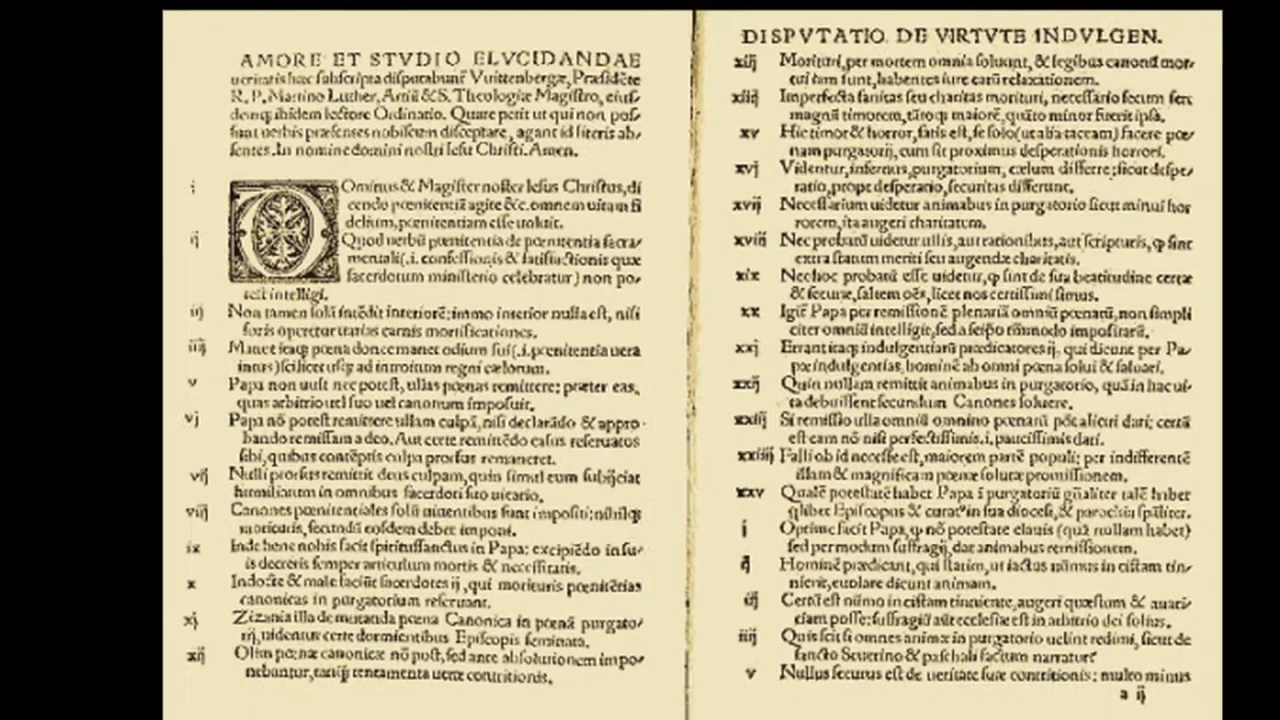 AMORE ET STVDIO ELVCIDANDAE
ueritatis hæc subscripta disputabunť Vuittenbergæ, Præsidēte
R. P. Martino Luther, Artiū & S. Theologiæ Magistro, eius-
demq; ibidem lectore Ordinatio. Quare petit ut qui non pos-
sunt uerbis præsentes nobiscum disceptare, agant id literis ab-
sentes. In nomine domini nostri Iesu Christi. Amen.
i Ominus & Magister noster Iesus Christus, di
cendo pœnitentiā agite &c. omnem uitam fi
delium, pœnitentiam esse uoluit.
ij Quod uerbū pœnitentia de pœnitentia sacra-
mentali (.i. confessionis & satisfactionis quæ
sacerdotum ministerio celebratur) non po-
test intelligi.
iij Non tamen solā intēdit interiorē: immo interior nulla est, nisi
foris operetur uarias carnis mortificationes.
iiij Manet itaq; pœna donec manet odium sui (.i. pœnitentia uera
intus) scilicet usq; ad introitum regni cælorum.
v Papa non uult nec potest, ullas pœnas remittere: præter eas,
quas arbitrio uel suo uel canonum imposuit.
vj Papa nō potest remittere ullam culpā, nisi declarādo & appro-
bando remissam a deo. Aut certe remittēdo casus reseruatos
sibi, quibus contēptis culpa prorsus remaneret.
vij Nulli prorsus remittit deus culpam, quin simul eum subijciat
humiliatum in omnibus sacerdoti suo uicario.
viij Canones pœnitentiales solū uiuentibus sunt impositi: nihilq;
morituris, secundū eosdem debet imponi.
ix Inde bene nobis facit spiritussanctus in Papa: excipiēdo in su-
is decretis semper articulum mortis & necessitatis.
x Indocte & male faciūt sacerdotes ij, qui morituris pœnitētias
canonicas in purgatorium reseruant.
xj Zizania illa de mutanda pœna Canonica in pœnā purgato-
rij, uidentur certe dormientibus Episcopis seminata.
xij Olim pœnæ canonicæ nō post, sed ante absolutionem impo-
nebantur, tanq̄ tentamenta ueræ contritionis.
DISPVTATIO DE VIRTVTE INDVLGEN.
xiij Morituri, per mortem omnia soluunt, & legibus canonū mor-
tui iam sunt, habentes iure earū relaxationem.
xiiij Imperfecta sanitas seu charitas morituri, necessario secum fert
magnū timorem, tātoq; maiorē, quāto minor fuerit ipsa.
xv Hic timor & horror, satis est, se solo (ut alia taceam) facere pœ-
nam purgatorij, cum sit proximus desperationis horrori.
xvj Videntur, infernus, purgatorium, cælum differre: sicut despe-
ratio, prope desperatio, securitas differunt.
xvij Necessarium uidetur animabus in purgatorio sicut minui hor
rorem, ita augeri charitatem.
xviij Nec probatū uidetur ullis, aut rationibus, aut scripturis, q̄ sint
extra statum meriti seu augendæ charitatis.
xix Nec hoc probatū esse uidetur, q̄ sint de sua beatitudine certæ
& securæ, saltem oēs, licet nos certissimi simus.
xx Igiť Papa per remissionē plenariā omniū pœnarū, non simpli
citer omniū intelligit, sed a seipso tātummodo impositarū.
xxj Errant itaq; indulgentiarū prædicatores ij, qui dicunt per Pa-
pæ indulgentias, hominē ab omni pœna solui & saluari.
xxij Quin nullam remittit animabus in purgatorio, quā in hac ui-
ta debuissent secundum Canones soluere.
xxiij Si remissio ulla omniū omnino pœnarū pōt alicui dari: certū
est eam nō nisi perfectissimis, i. paucissimis dari.
xxiiij Falli ob id necesse est, maiorem partē populi: per indifferentē
illam & magnificam pœnæ solutæ promissionem.
xxv Qualē potestatē habet Papa ī purgatoriū gn̄aliter talē habet
q̄libet Episcopus & curatꝰ in sua diocesi, & parochia sp̄aliter.
j Optime facit Papa, q̄ nō potestate clauis (quā nullam habet)
sed per modum suffragij, dat animabus remissionem.
ij Hominē prædicant, qui statim, ut iactus nūmus in cistam tin-
nierit, euolare dicunt animam.
iij Certū est nūmo in cistam tinniente, augeri quæstum & auari-
ciam posse: suffragiū aūt ecclesiæ est in arbitrio dei solius.
iiij Quis scit si omnes animæ in purgatorio uelint redimi, sicut de
sancto Seuerino & paschali factum narratur?
v Nullus securus est de ueritate suæ contritionis: multo minus
a ij